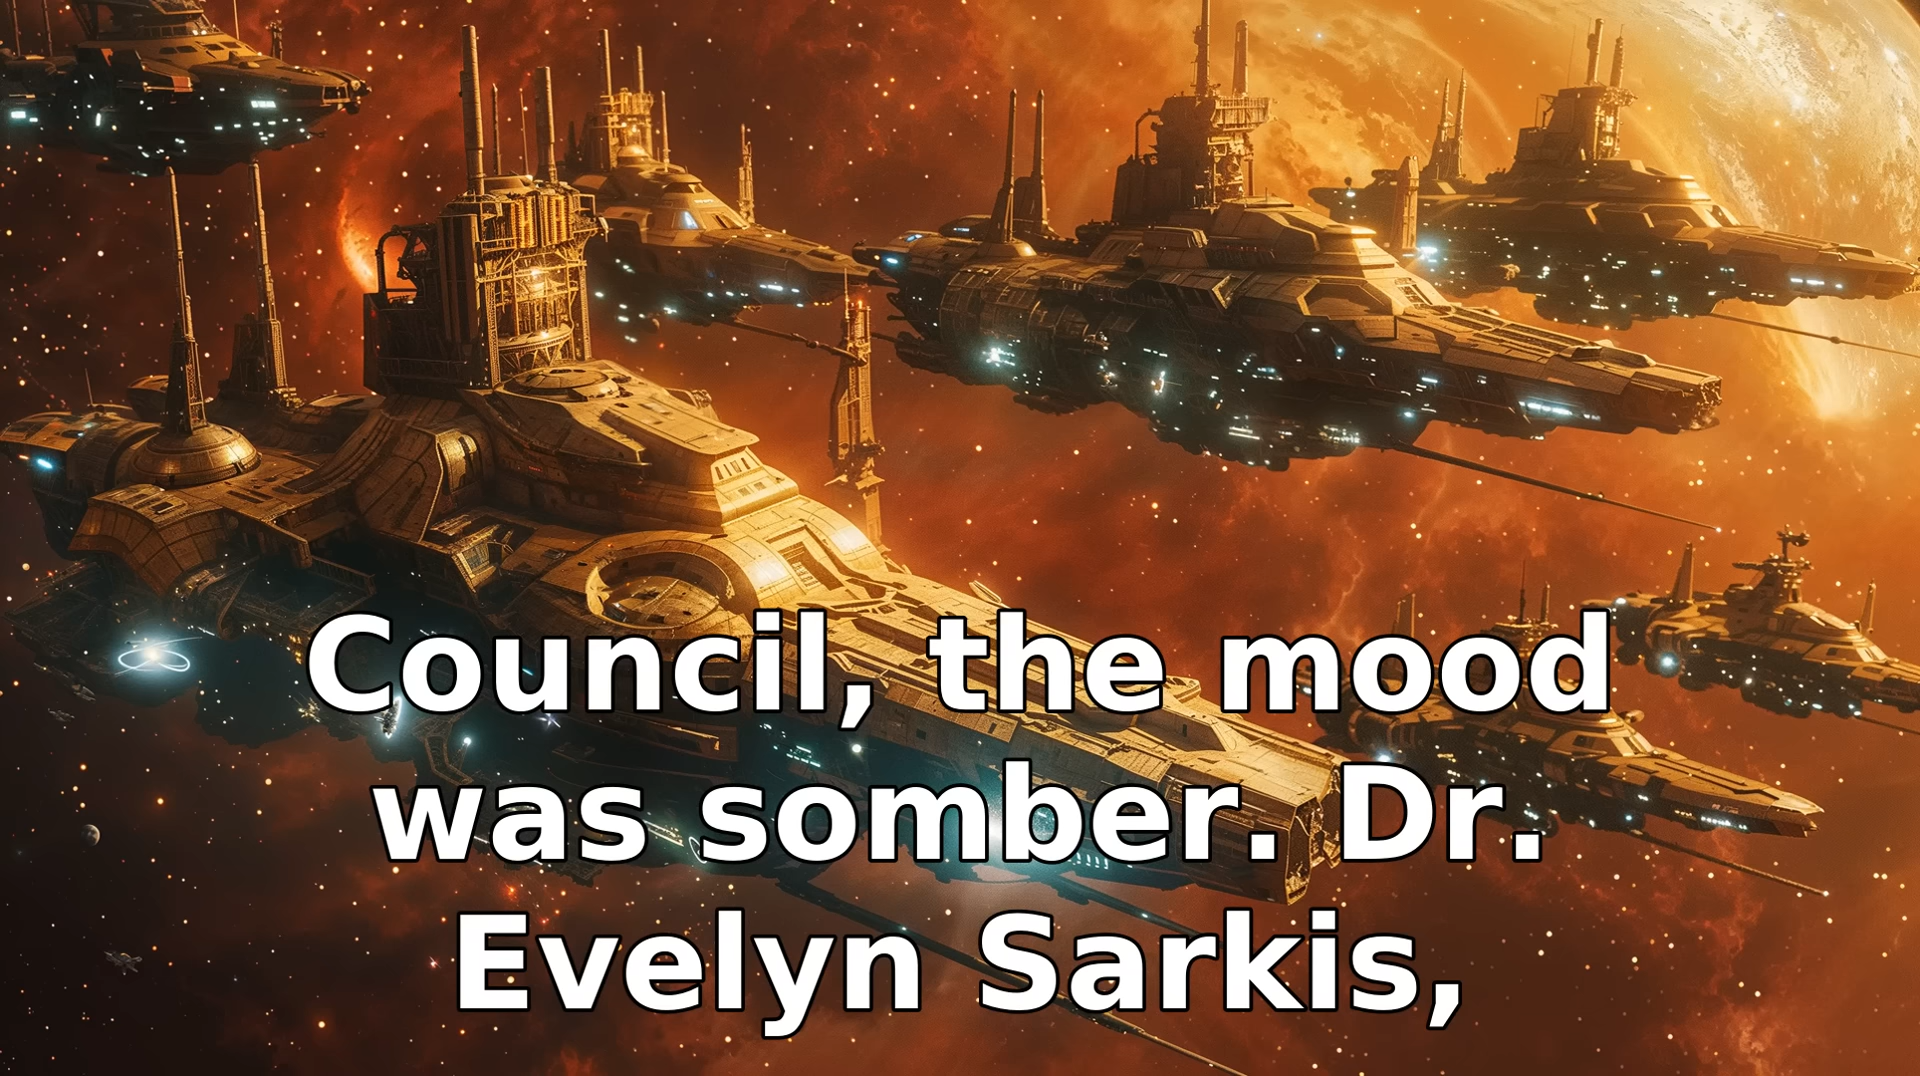 Council, the mood
was somber. Dr.
Evelyn Sarkis,